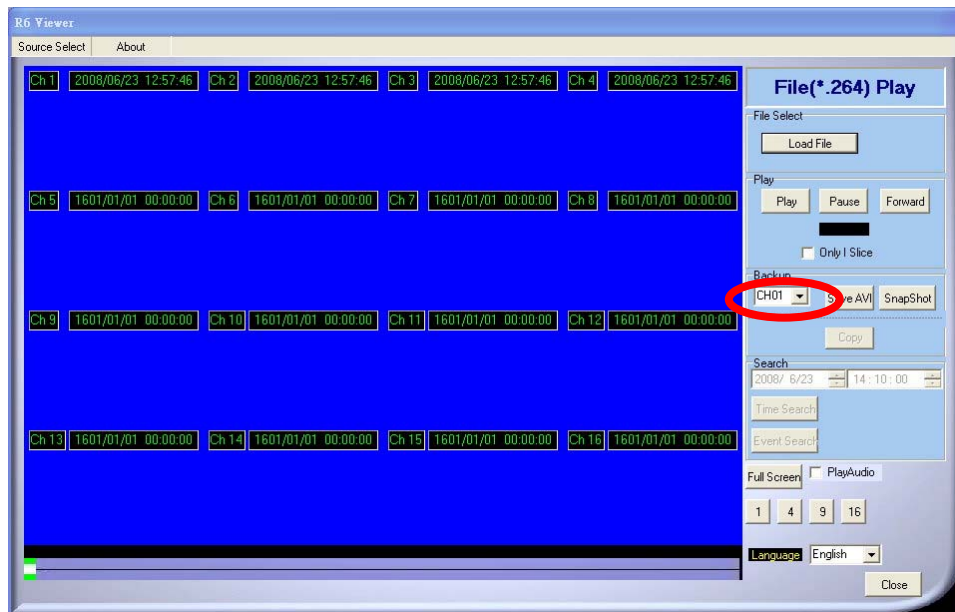 R6 Viewer
Source Select About
Ch 1 2008/06/23 12:57:46 Ch 2 2008/06/23 12:57:46 Ch 3 2008/06/23 12:57:46 Ch 4 2008/06/23 12:57:46
Ch 5 1601/01/01 00:00:00 Ch 6 1601/01/01 00:00:00 Ch 7 1601/01/01 00:00:00 Ch 8 1601/01/01 00:00:00
Ch 9 1601/01/01 00:00:00 Ch 10 1601/01/01 00:00:00 Ch 11 1601/01/01 00:00:00 Ch 12 1601/01/01 00:00:00
Ch 13 1601/01/01 00:00:00 Ch 14 1601/01/01 00:00:00 Ch 15 1601/01/01 00:00:00 Ch 16 1601/01/01 00:00:00
File(*.264) Play
File Select
Load File
Play
Play Pause Forward
Only I Slice
Backup
CH01 Save AVI SnapShot
Copy
Search
2008/ 6/23 14:10:00
Time Search
Event Search
Full Screen PlayAudio
1 4 9 16
Language English
Close